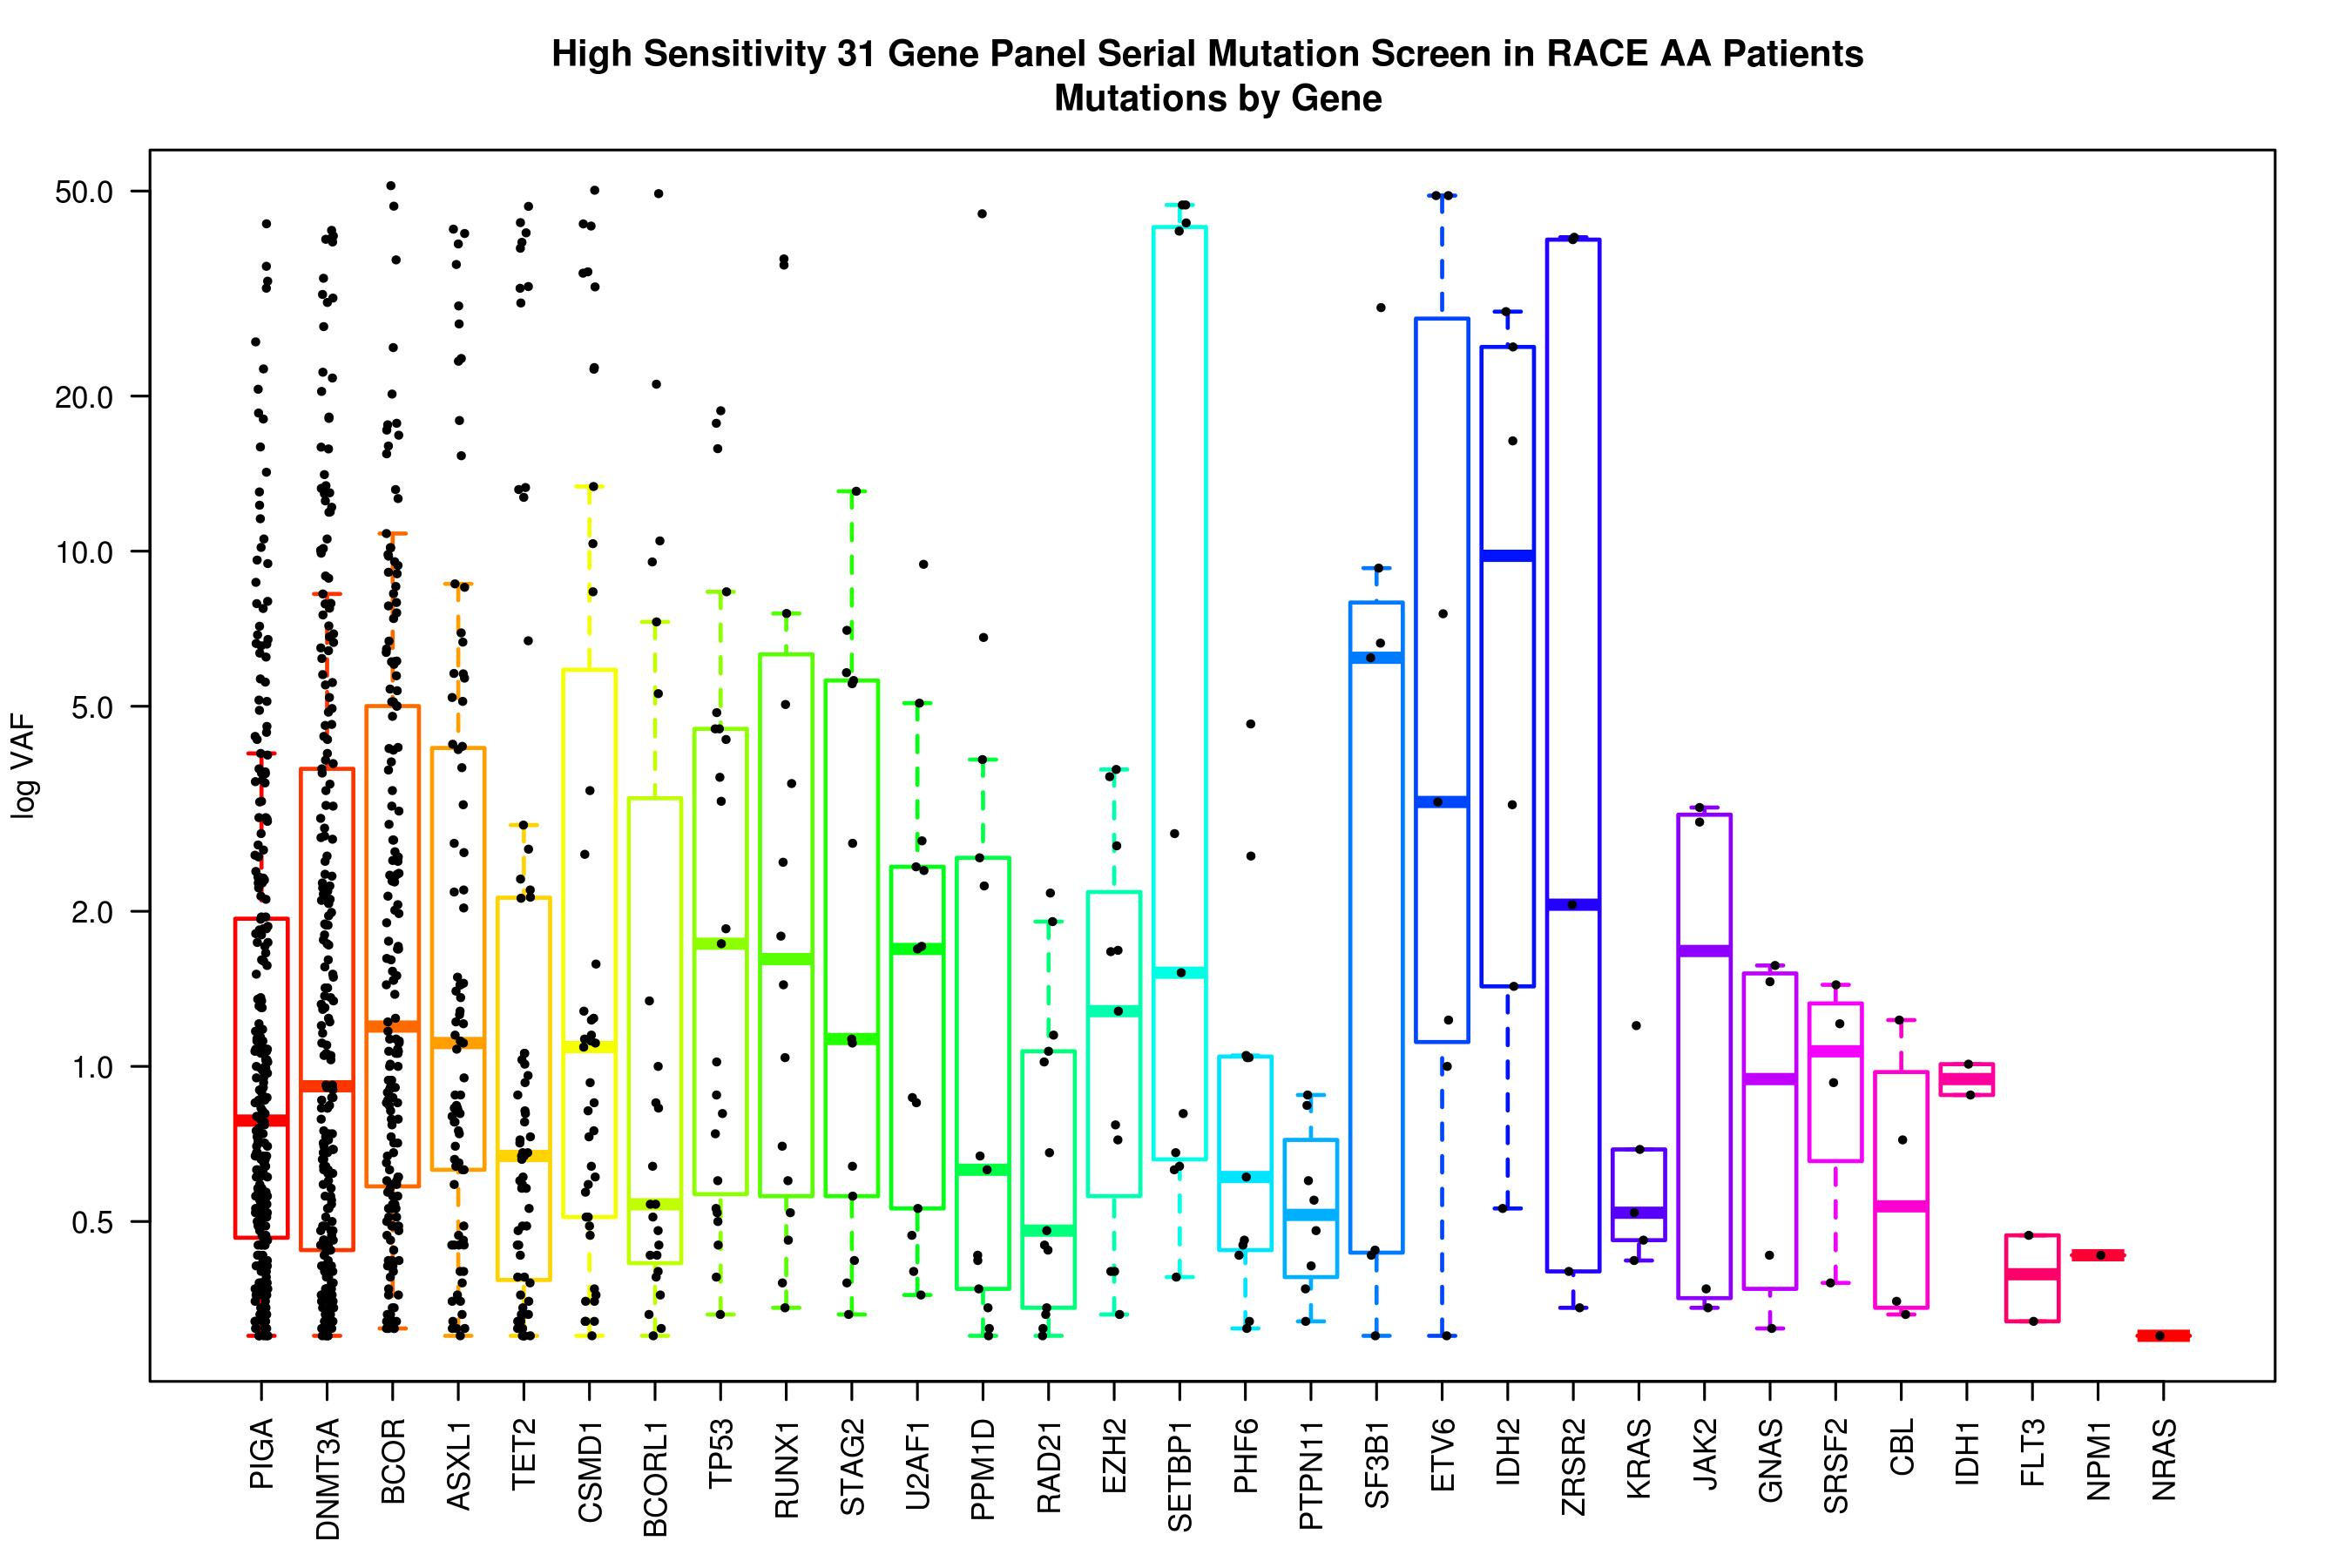 High Sensitivity 31 Gene Panel Serial Mutation Screen in RACE AA Patients
Mutations by Gene
log VAF
50.0
20.0
10.0
5.0
2.0
1.0
0.5
PIGA
DNMT3A
BCOR
ASXL1
TET2
CSMD1
BCORL1
TP53
RUNX1
STAG2
U2AF1
PPM1D
RAD21
EZH2
SETBP1
PHF6
PTPN11
SF3B1
ETV6
IDH2
ZRSR2
KRAS
JAK2
GNAS
SRSF2
CBL
IDH1
FLT3
NPM1
NRAS